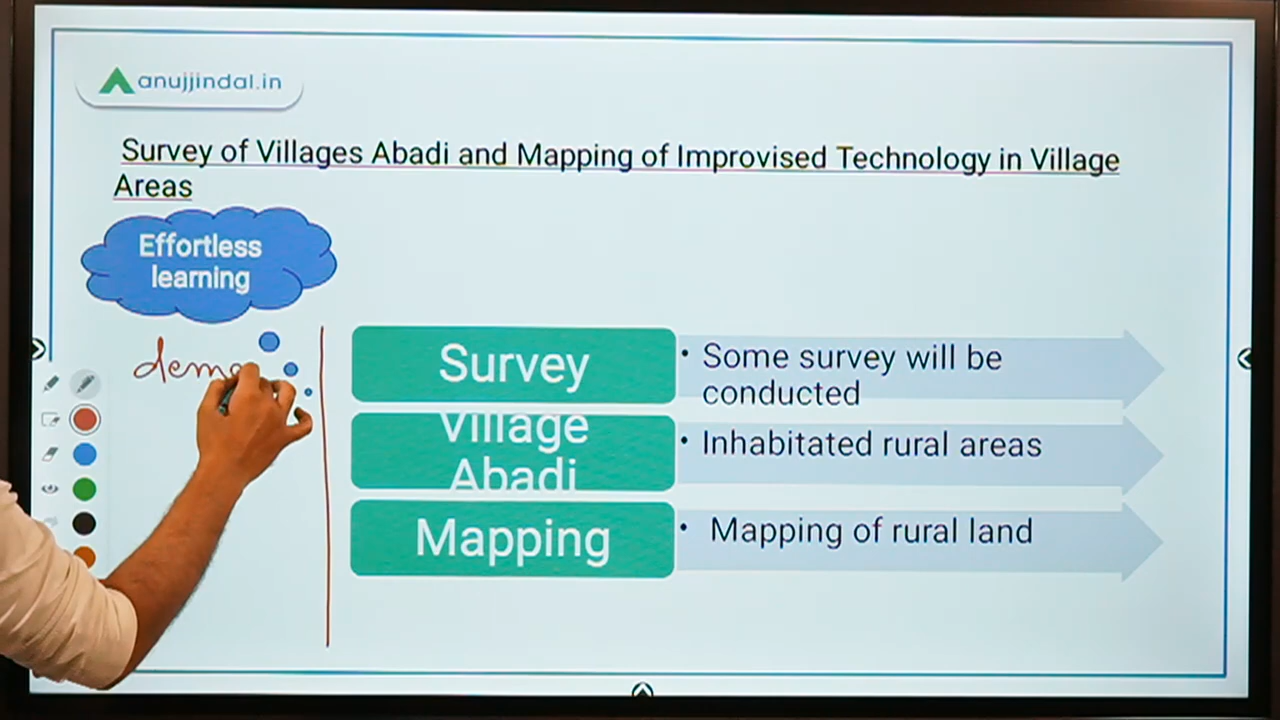 anujjindal.in
Survey of Villages Abadi and Mapping of Improvised Technology in Village
Areas
Effortless
learning
Survey
• Some survey will be
conducted
Village
Abadi
• Inhabitated rural areas
Mapping
• Mapping of rural land